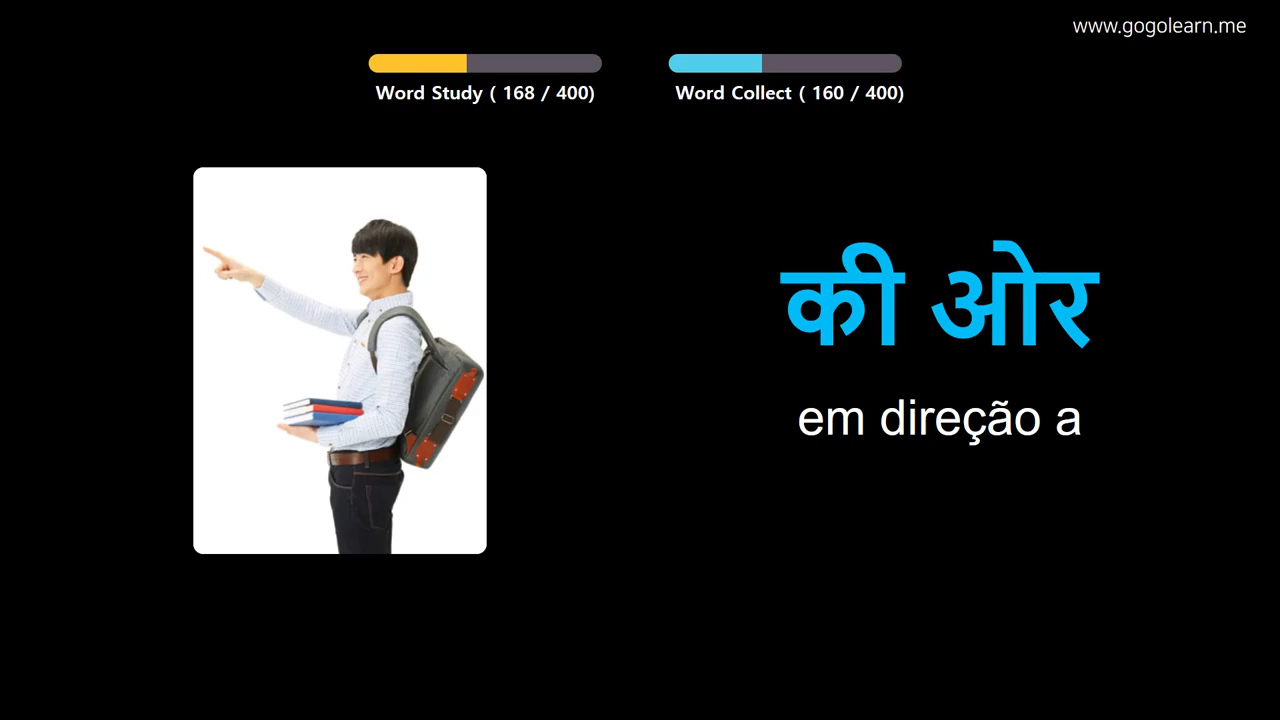 www.gogolearn.me
Word Study ( 168 / 400)
Word Collect ( 160 / 400)
की ओर
em direção a